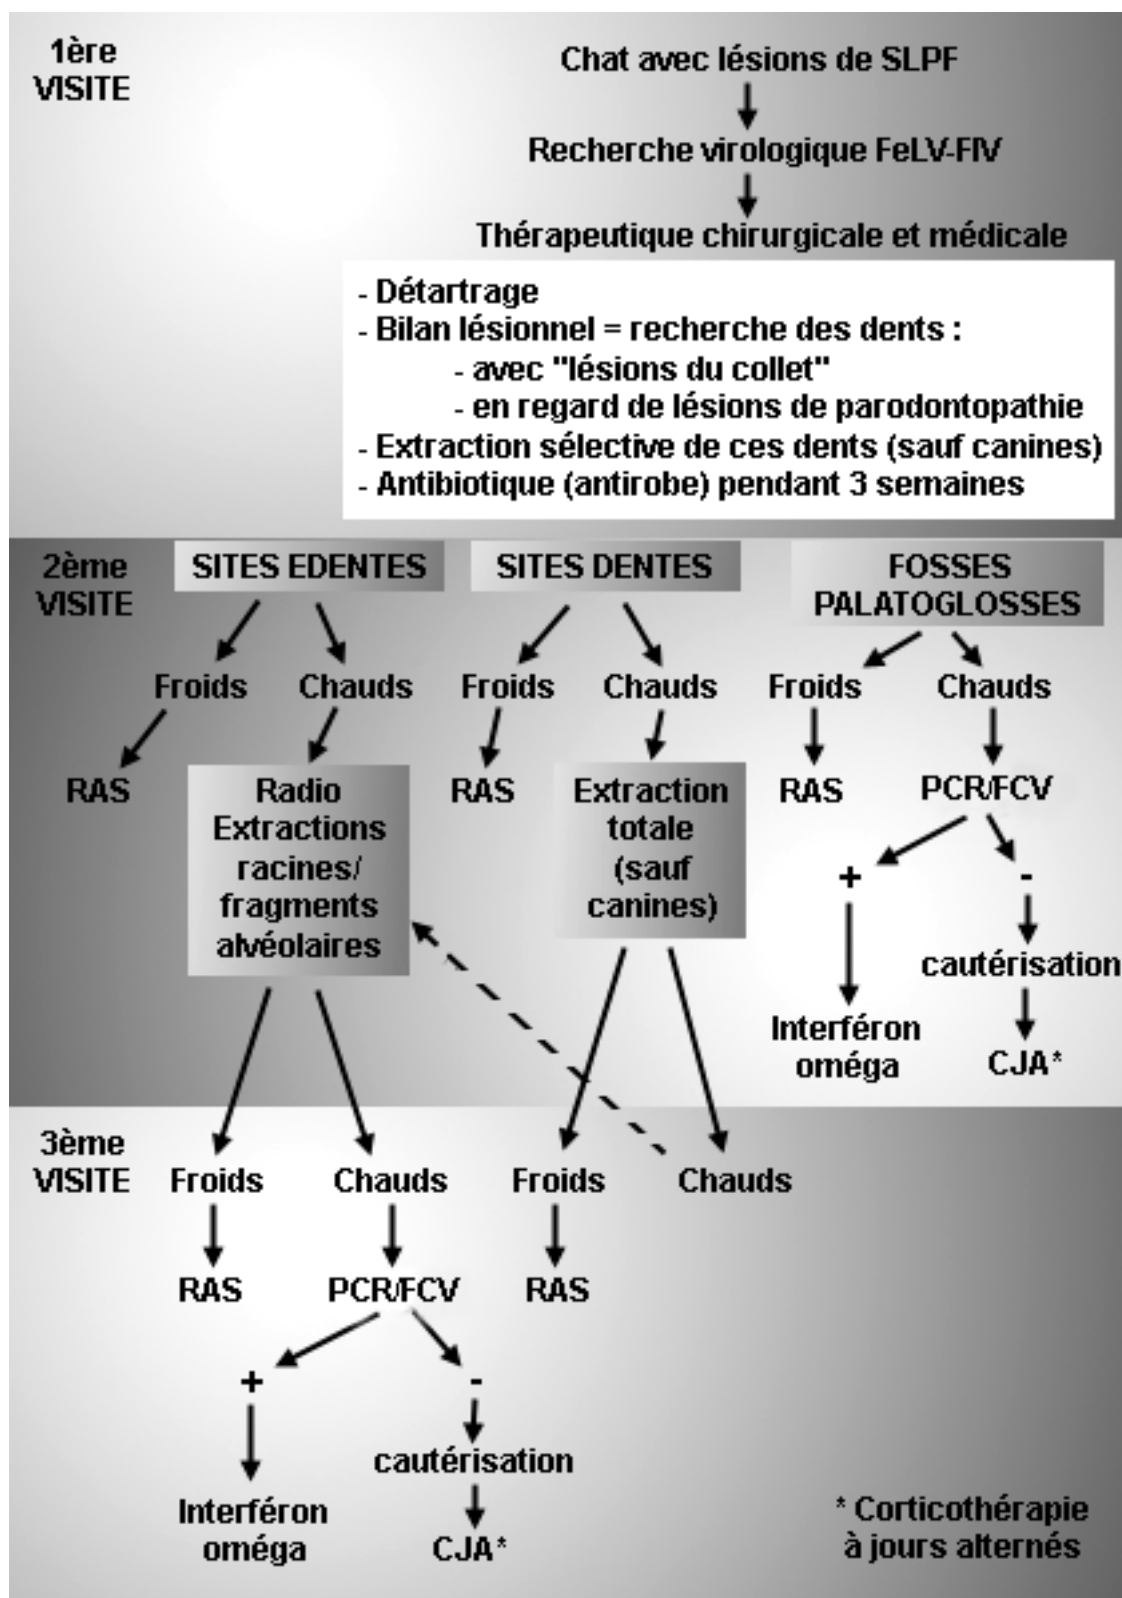 1ère
VISITE
Chat avec lésions de SLPF
Recherche virologique FeLV-FIV
Thérapeutique chirurgicale et médicale
- Détartrage
- Bilan lésionnel = recherche des dents :
- avec "lésions du collet"
- en regard de lésions de parodontopathie
- Extraction sélective de ces dents (sauf canines)
- Antibiotique (antirobe) pendant 3 semaines
2ème
VISITE
SITES EDENTES
SITES DENTES
FOSSES
PALATOGLOSSES
Froids
Chauds
Froids
Chauds
Froids
Chauds
RAS
Radio
Extractions
racines/
fragments
alvéolaires
RAS
Extraction
totale
(sauf
canines)
RAS
PCR/FCV
+
-
cautérisation
Interféron
oméga
CJA*
3ème
VISITE
Froids
Chauds
Froids
Chauds
RAS
PCR/FCV
RAS
+
-
cautérisation
Interféron
oméga
CJA*
* Corticothérapie
à jours alternés